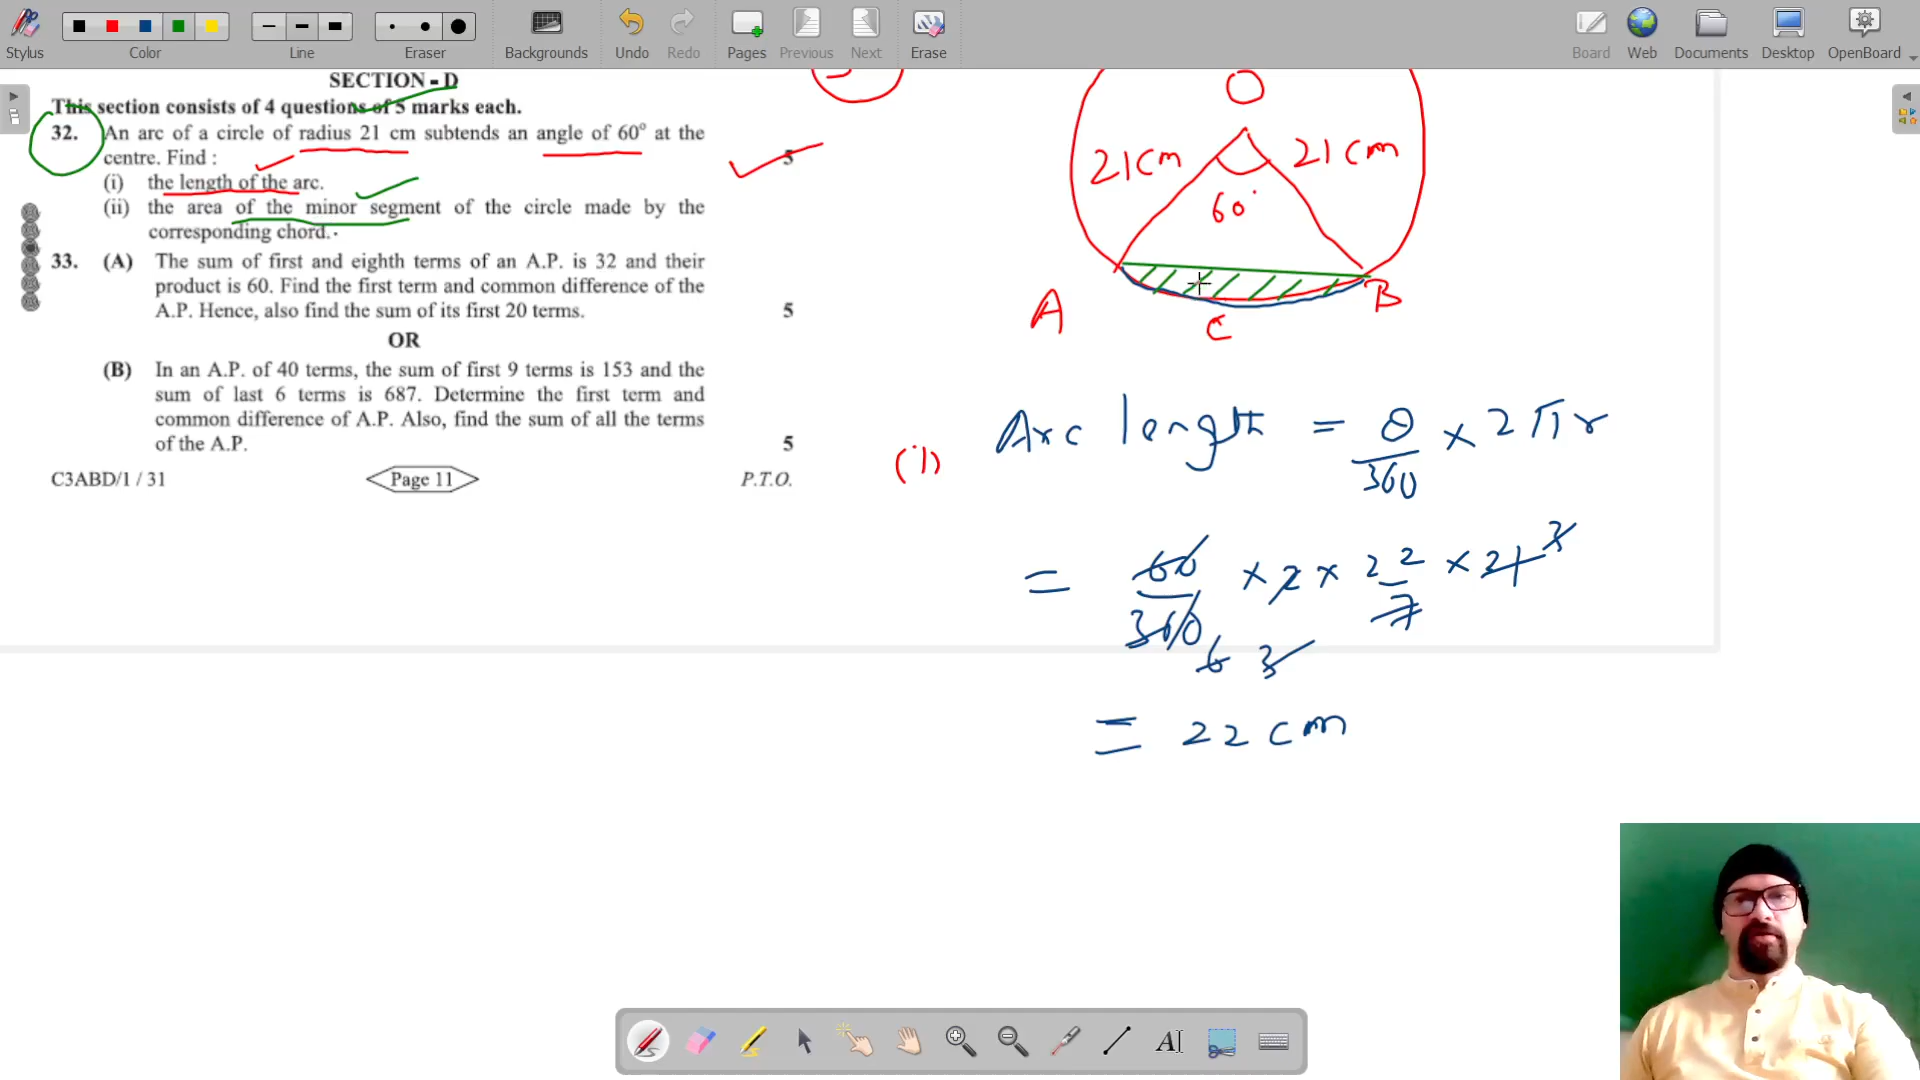 Stylus Color Line Eraser Backgrounds Undo Redo Pages Previous Next Erase Board Web Documents Desktop OpenBoard
SECTION - D
This section consists of 4 questions of 5 marks each.
32. An arc of a circle of radius 21 cm subtends an angle of 60° at the
centre. Find : 5
(i) the length of the arc.
(ii) the area of the minor segment of the circle made by the
corresponding chord.
33. (A) The sum of first and eighth terms of an A.P. is 32 and their
product is 60. Find the first term and common difference of the
A.P. Hence, also find the sum of its first 20 terms. 5
OR
(B) In an A.P. of 40 terms, the sum of first 9 terms is 153 and the
sum of last 6 terms is 687. Determine the first term and
common difference of A.P. Also, find the sum of all the terms
of the A.P. 5
C3ABD/1 / 31 Page 11 P.T.O.
O
21 cm 21 cm
60°
A C B
(i) Arc length = θ/360 × 2πr
= 60/360 × 2 × 22/7 × 21 3
6 3
= 22 cm
AI